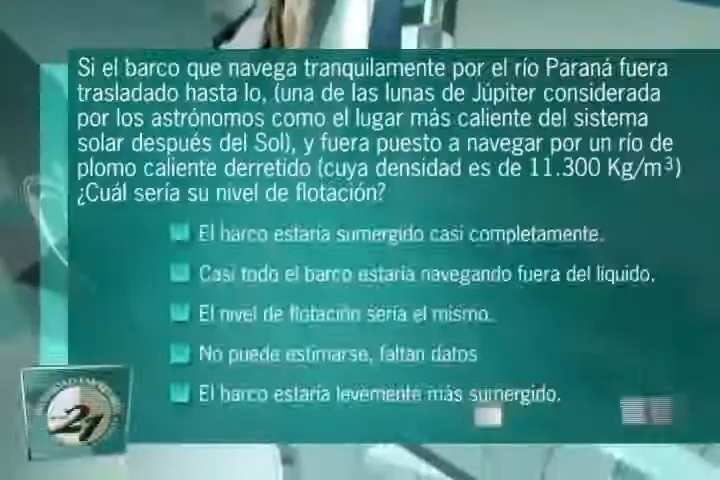 Si el barco que navega tranquilamente por el río Paraná fuera
trasladado hasta Io, (una de las lunas de Júpiter considerada
por los astrónomos como el lugar más caliente del sistema
solar después del Sol), y fuera puesto a navegar por un río de
plomo caliente derretido (cuya densidad es de 11.300 Kg/m3)
¿Cuál sería su nivel de flotación?
El barco estaría sumergido casi completamente.
Casi todo el barco estaría navegando fuera del líquido.
El nivel de flotación sería el mismo.
No puede estimarse, faltan datos
El barco estaría levemente más sumergido.
21